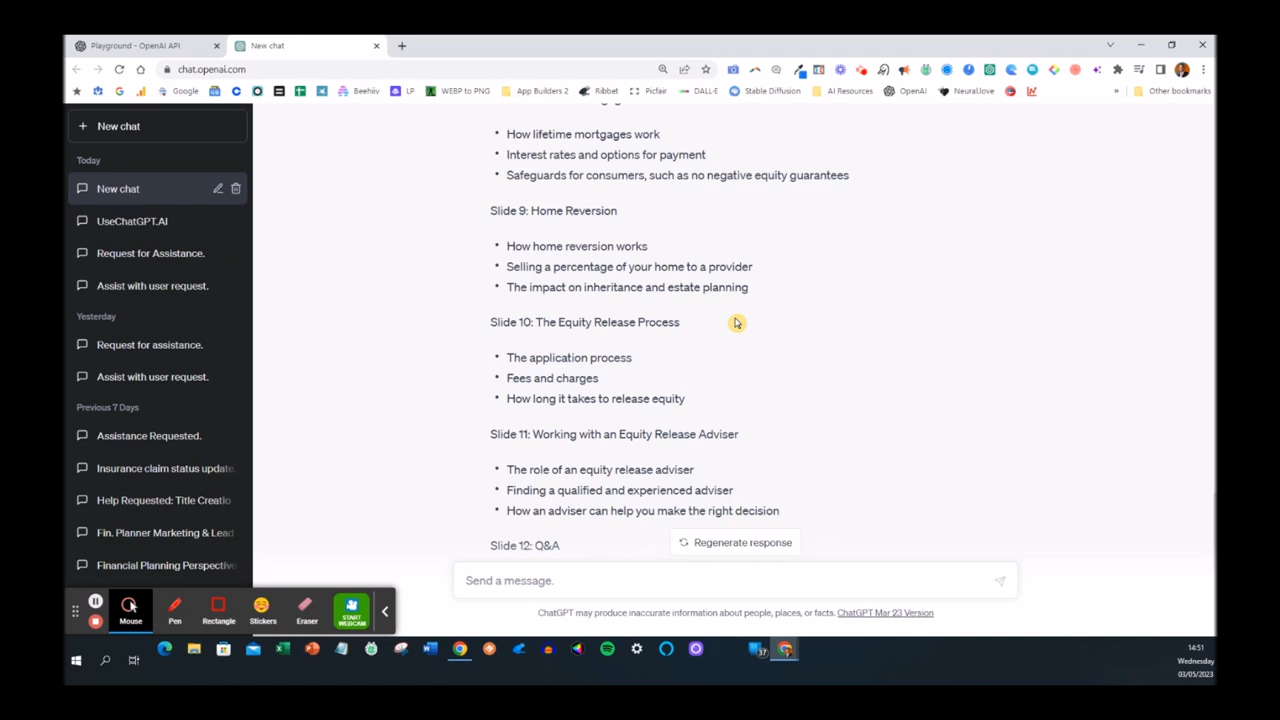 Playground - OpenAI API
New chat
chat.openai.com
Google
Beehiiv
LP
WEBP to PNG
App Builders 2
Ribbet
Picfair
DALL-E
Stable Diffusion
AI Resources
OpenAI
NeuralLove
Other bookmarks
+ New chat
Today
New chat
UseChatGPT.AI
Request for Assistance.
Assist with user request.
Yesterday
Request for assistance.
Assist with user request.
Previous 7 Days
Assistance Requested.
Insurance claim status update.
Help Requested: Title Creatio
Fin. Planner Marketing & Lead
Financial Planning Perspective
• How lifetime mortgages work
• Interest rates and options for payment
• Safeguards for consumers, such as no negative equity guarantees
Slide 9: Home Reversion
• How home reversion works
• Selling a percentage of your home to a provider
• The impact on inheritance and estate planning
Slide 10: The Equity Release Process
• The application process
• Fees and charges
• How long it takes to release equity
Slide 11: Working with an Equity Release Adviser
• The role of an equity release adviser
• Finding a qualified and experienced adviser
• How an adviser can help you make the right decision
Slide 12: Q&A
Regenerate response
Send a message.
ChatGPT may produce inaccurate information about people, places, or facts. ChatGPT Mar 23 Version
Mouse
Pen
Rectangle
Stickers
Eraser
START WEBCAM
37
14:51
Wednesday
03/05/2023